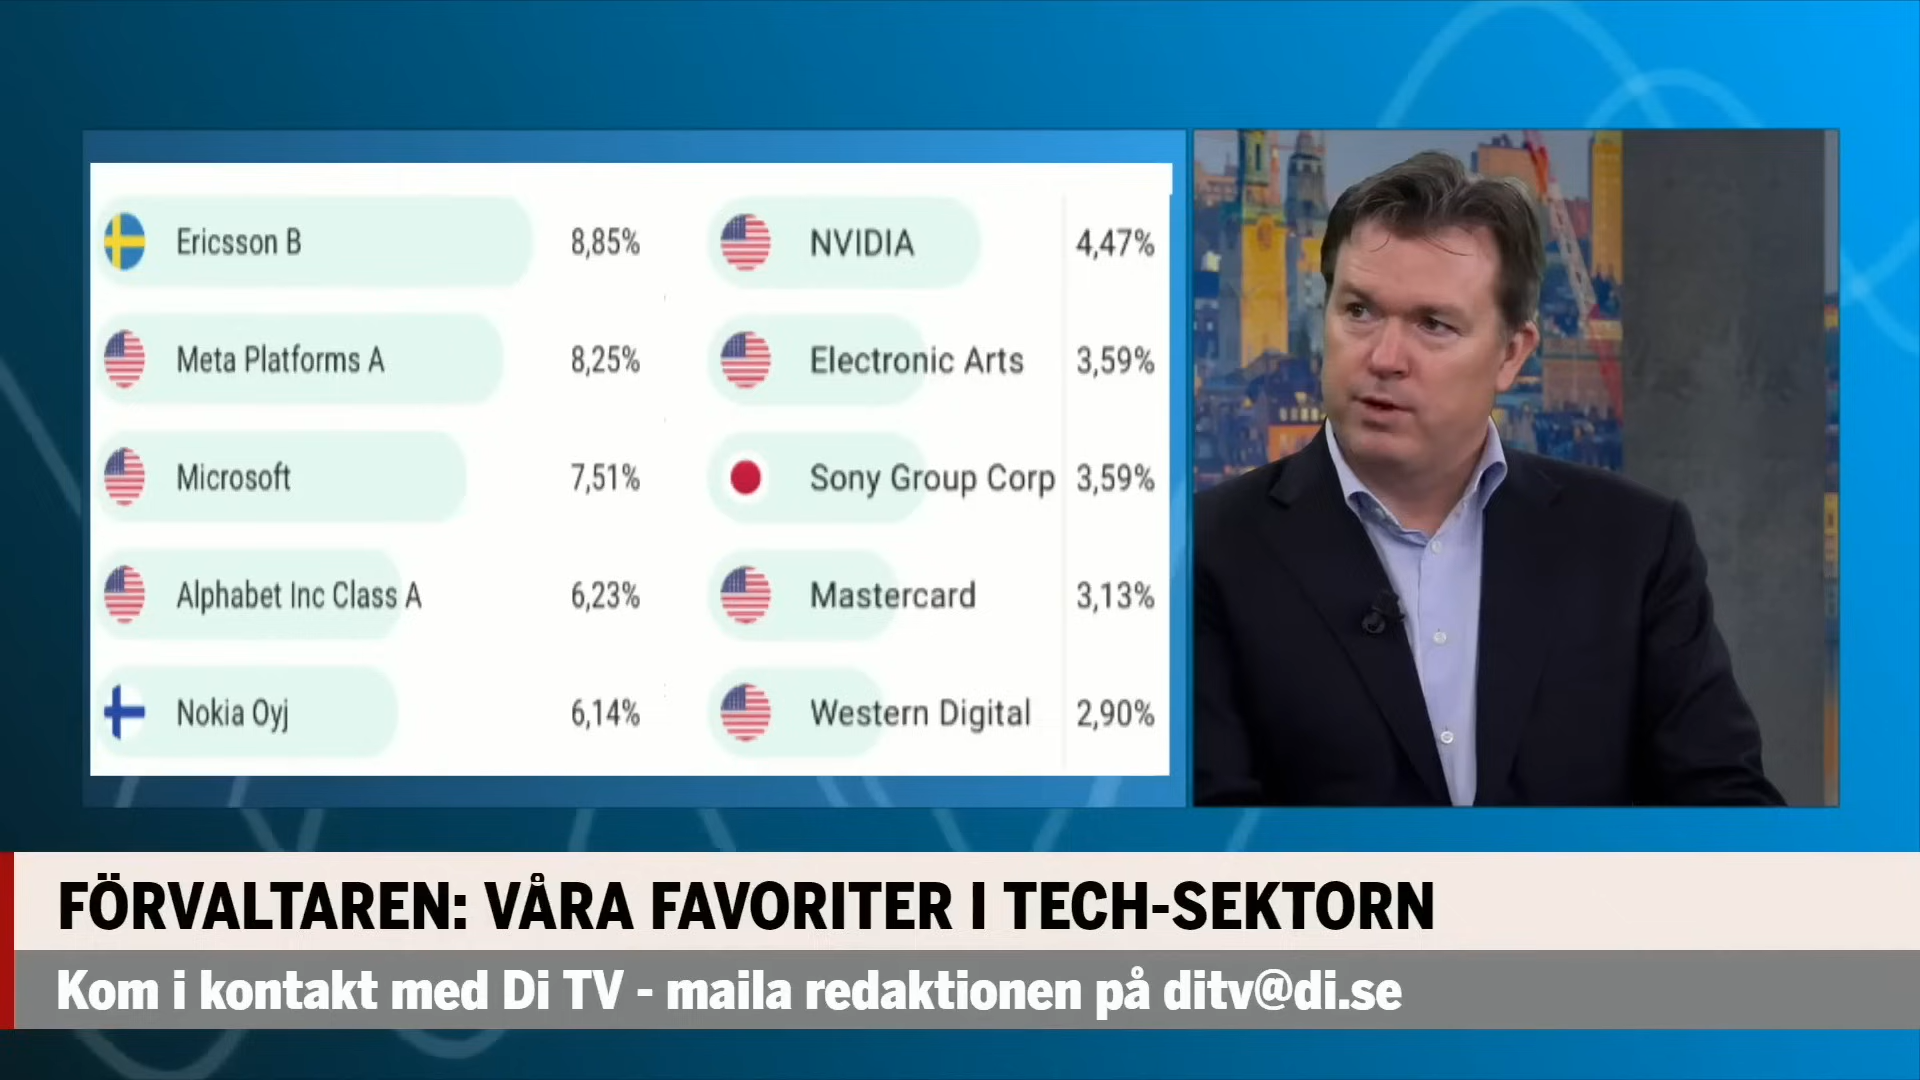 Ericsson B 8,85%
Meta Platforms A 8,25%
Microsoft 7,51%
Alphabet Inc Class A 6,23%
Nokia Oyj 6,14%
NVIDIA 4,47%
Electronic Arts 3,59%
Sony Group Corp 3,59%
Mastercard 3,13%
Western Digital 2,90%
FÖRVALTAREN: VÅRA FAVORITER I TECH-SEKTORN
Kom i kontakt med Di TV - maila redaktionen på ditv@di.se